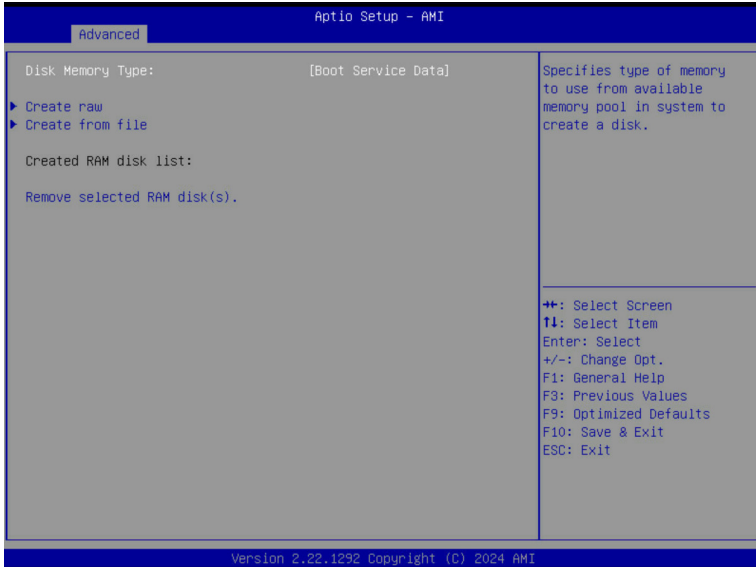 Aptio Setup – AMI
Advanced
Disk Memory Type: [Boot Service Data]
Create raw
Create from file
Created RAM disk list:
Remove selected RAM disk(s).
Specifies type of memory
to use from available
memory pool in system to
create a disk.
→←: Select Screen
↑↓: Select Item
Enter: Select
+/-: Change Opt.
F1: General Help
F3: Previous Values
F9: Optimized Defaults
F10: Save & Exit
ESC: Exit
Version 2.22.1292 Copyright (C) 2024 AMI